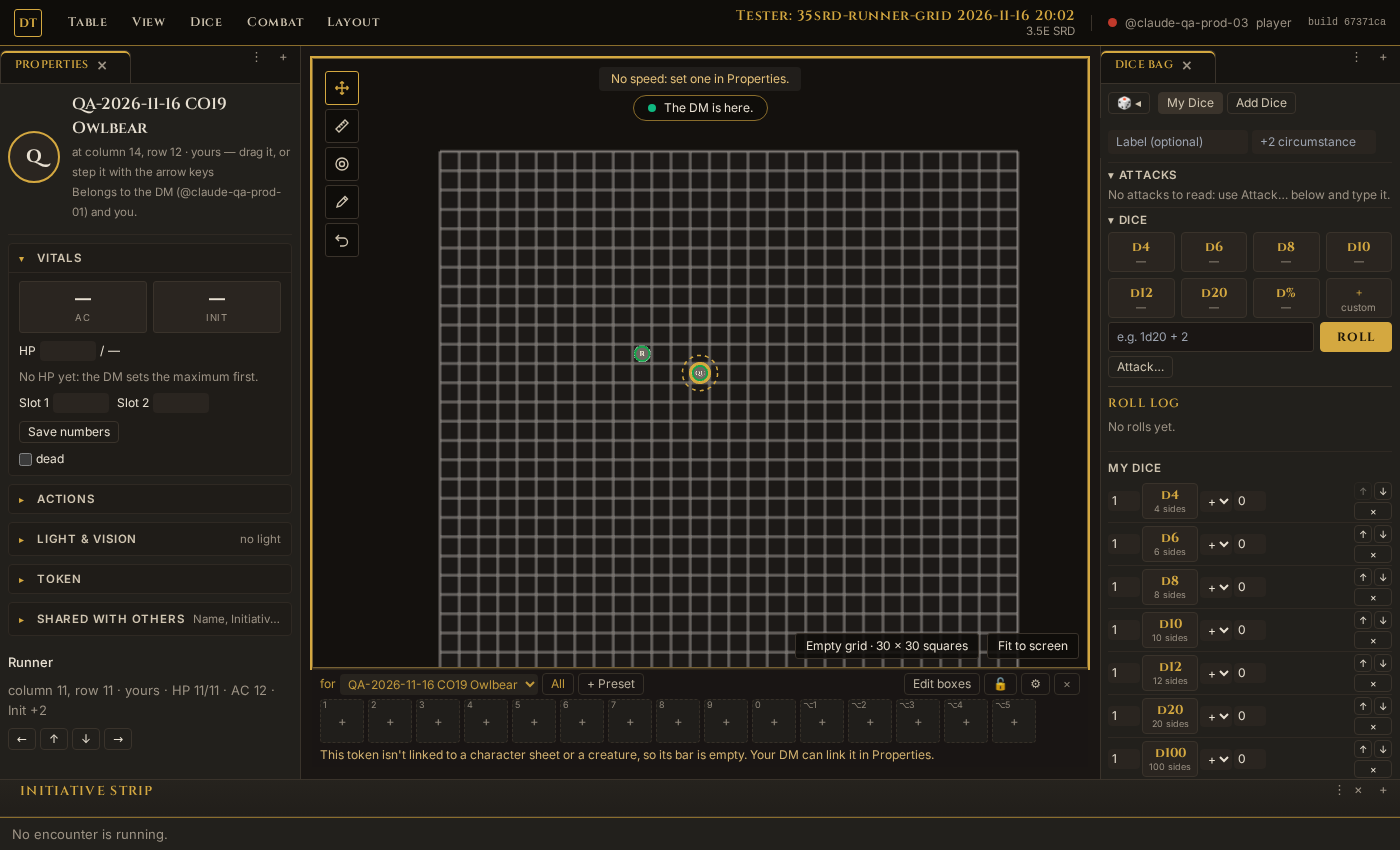 DT
Table
View
Dice
Combat
Layout
Tester: 35srd-runner-grid 2026-11-16 20:02
3.5E SRD
@claude-qa-prod-03 player
build 67371ca
Properties ×
⋮ +
QA-2026-11-16 CO19
Owlbear
Q
at column 14, row 12 · yours — drag it, or
step it with the arrow keys
Belongs to the DM (@claude-qa-prod-
01) and you.
▾ VITALS
— —
AC INIT
HP / —
No HP yet: the DM sets the maximum first.
Slot 1 Slot 2
Save numbers
dead
▸ ACTIONS
▸ LIGHT & VISION no light
▸ TOKEN
▸ SHARED WITH OTHERS Name, Initiativ…
Runner
column 11, row 11 · yours · HP 11/11 · AC 12 ·
Init +2
← ↑ ↓ →
No speed: set one in Properties.
The DM is here.
R
Empty grid · 30 × 30 squares
Fit to screen
for QA-2026-11-16 CO19 Owlbear All + Preset Edit boxes 🔓 ⚙ ×
1 2 3 4 5 6 7 8 9 0 ⌥1 ⌥2 ⌥3 ⌥4 ⌥5
+ + + + + + + + + + + + + + +
This token isn't linked to a character sheet or a creature, so its bar is empty. Your DM can link it in Properties.
Dice Bag ×
⋮ +
🎲 ◂ My Dice Add Dice
Label (optional) +2 circumstance
▾ ATTACKS
No attacks to read: use Attack… below and type it.
▾ DICE
D4 D6 D8 D10
— — — —
D12 D20 D% +
— — — custom
e.g. 1d20 + 2 ROLL
Attack…
Roll Log
No rolls yet.
MY DICE
1 D4 + 0 ↑ ↓
4 sides ×
1 D6 + 0 ↑ ↓
6 sides ×
1 D8 + 0 ↑ ↓
8 sides ×
1 D10 + 0 ↑ ↓
10 sides ×
1 D12 + 0 ↑ ↓
12 sides ×
1 D20 + 0 ↑ ↓
20 sides ×
1 D100 + 0 ↑ ↓
100 sides ×
Initiative Strip
⋮ × +
No encounter is running.